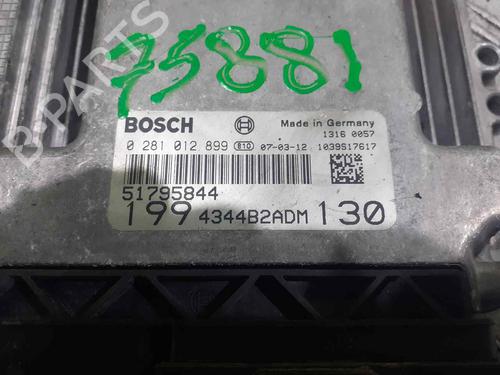 75881
B-PARTS
BOSCH
Made in Germany
1316 0057
0 281 012 899 810 07-03-12 1039S17617
51795844
199 4344B2ADM 130